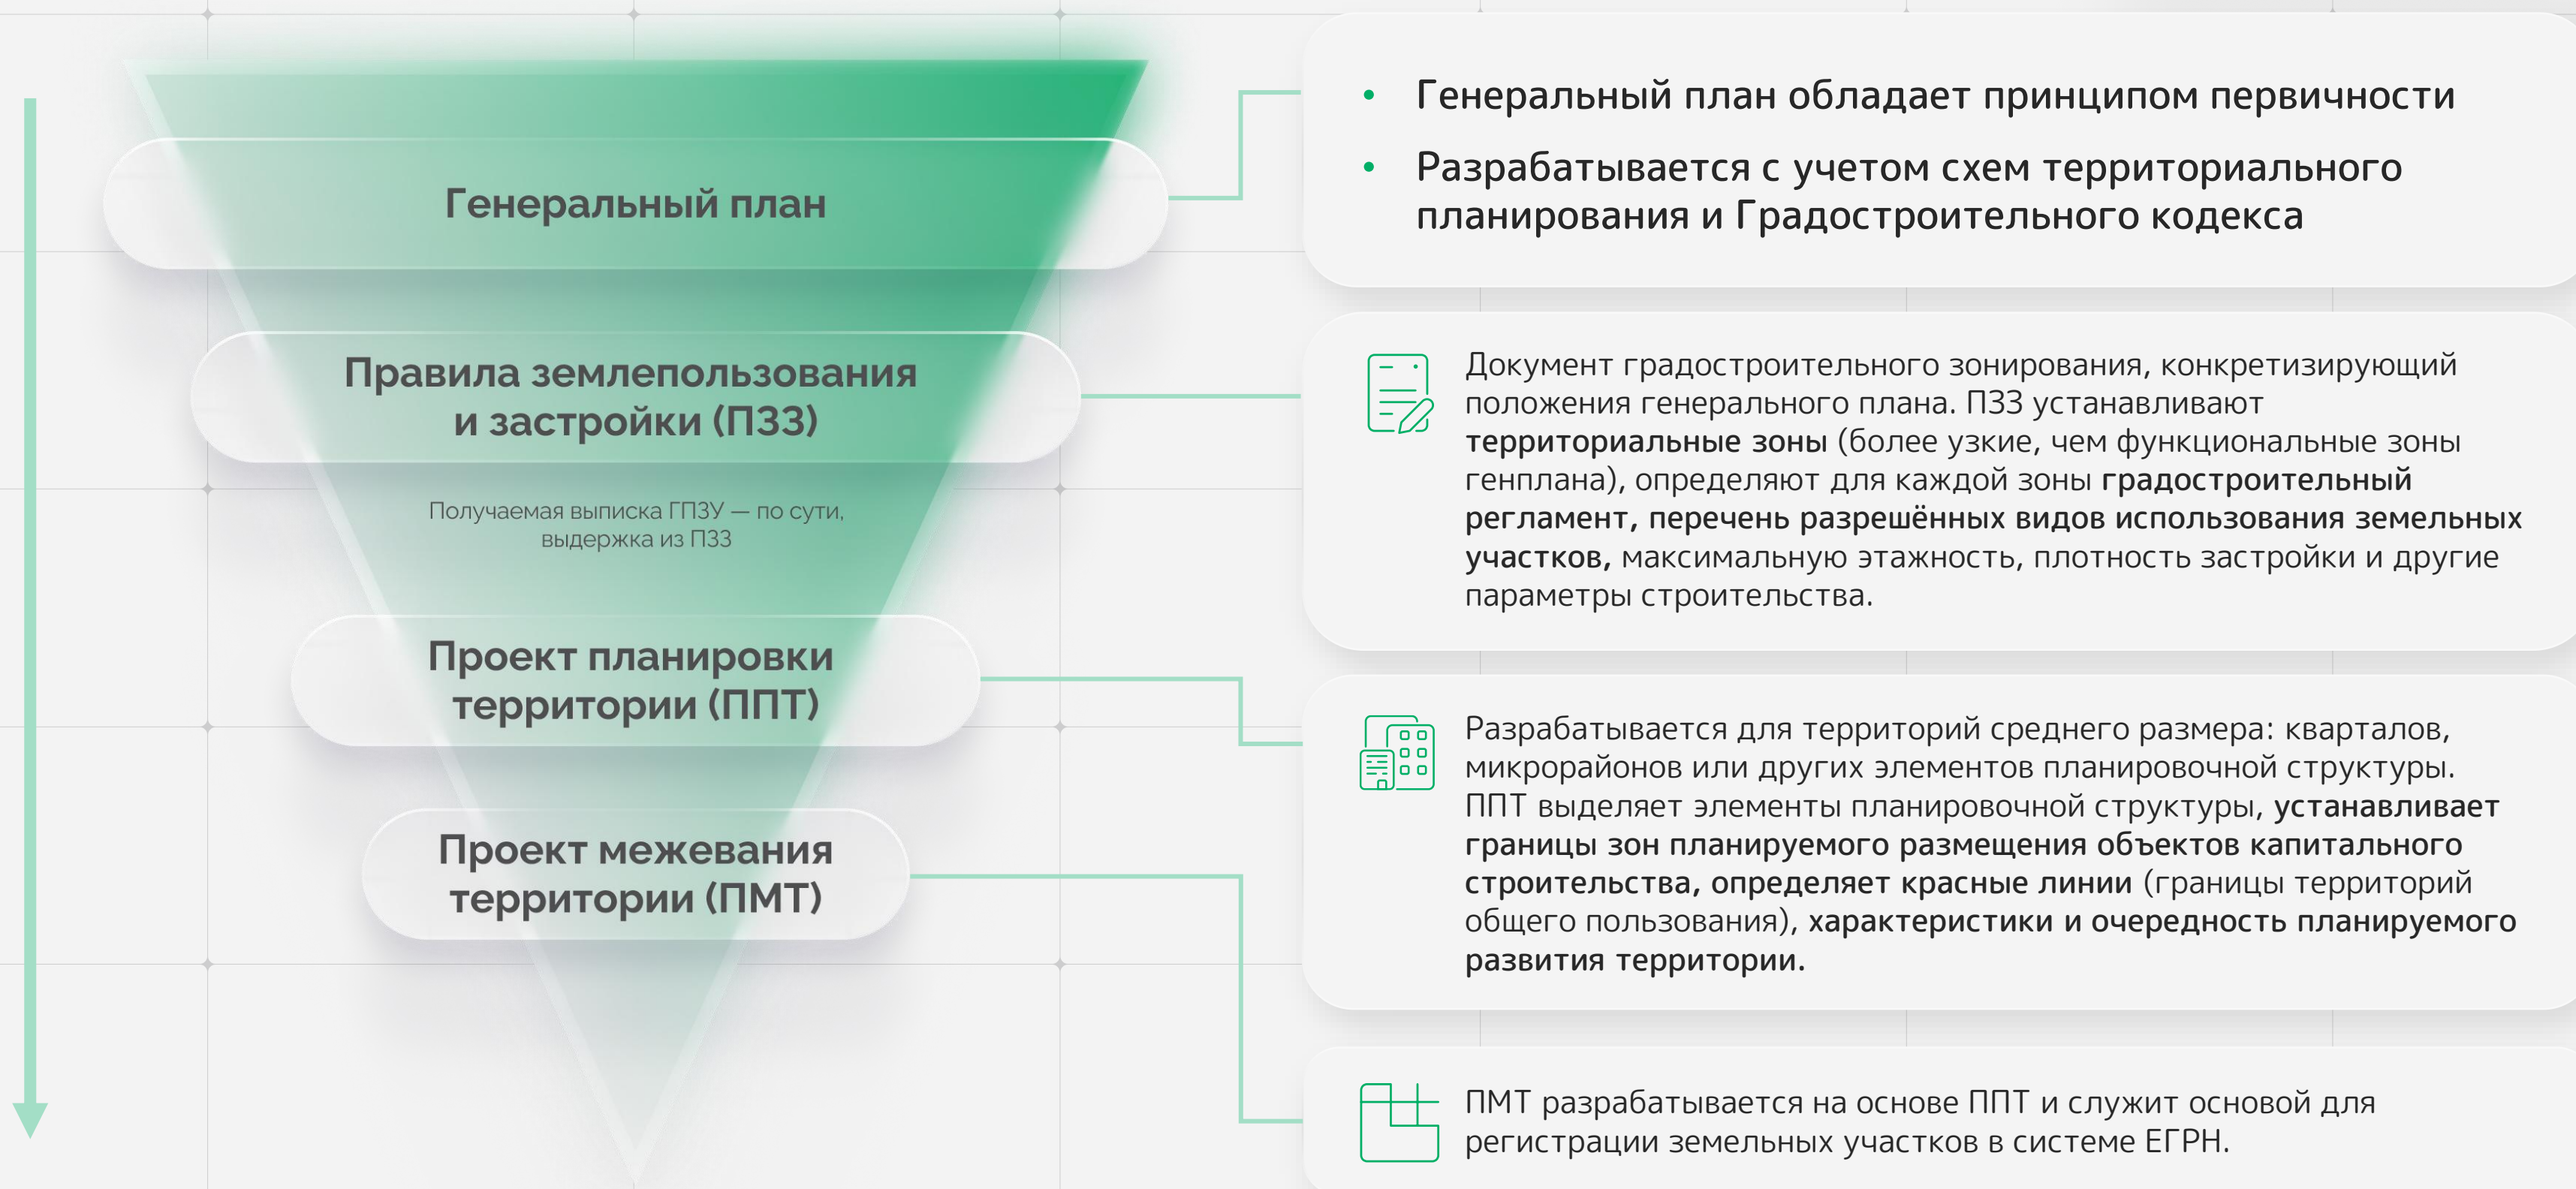 Генеральный план
Правила землепользования
и застройки (ПЗЗ)
Получаемая выписка ГПЗУ — по сути,
выдержка из ПЗЗ
Проект планировки
территории (ППТ)
Проект межевания
территории (ПМТ)
• Генеральный план обладает принципом первичности
• Разрабатывается с учетом схем территориального
планирования и Градостроительного кодекса
Документ градостроительного зонирования, конкретизирующий
положения генерального плана. ПЗЗ устанавливают
территориальные зоны (более узкие, чем функциональные зоны
генплана), определяют для каждой зоны градостроительный
регламент, перечень разрешённых видов использования земельных
участков, максимальную этажность, плотность застройки и другие
параметры строительства.
Разрабатывается для территорий среднего размера: кварталов,
микрорайонов или других элементов планировочной структуры.
ППТ выделяет элементы планировочной структуры, устанавливает
границы зон планируемого размещения объектов капитального
строительства, определяет красные линии (границы территорий
общего пользования), характеристики и очередность планируемого
развития территории.
ПМТ разрабатывается на основе ППТ и служит основой для
регистрации земельных участков в системе ЕГРН.